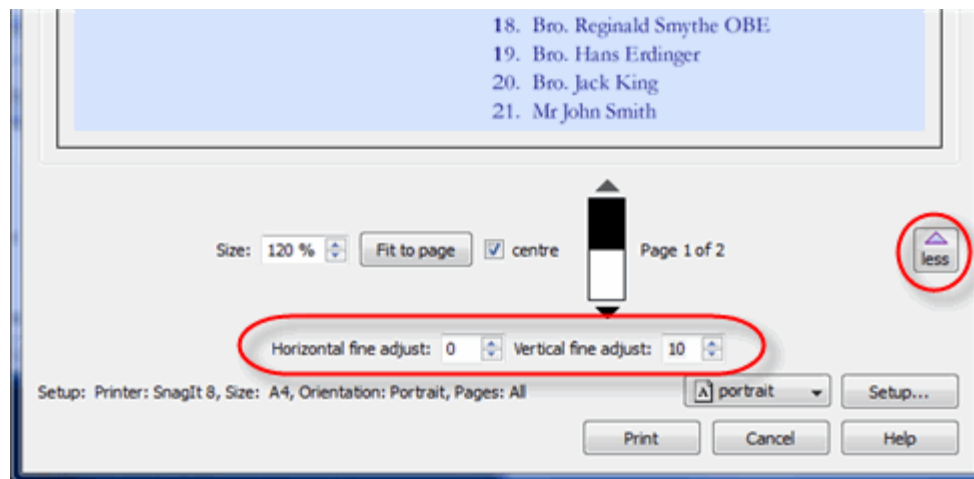 18. Bro. Reginald Smythe OBE
19. Bro. Hans Erdinger
20. Bro. Jack King
21. Mr John Smith
Size: 120 % Fit to page centre Page 1 of 2
less
Horizontal fine adjust: 0 Vertical fine adjust: 10
Setup: Printer: SnagIt 8, Size: A4, Orientation: Portrait, Pages: All
A portrait Setup...
Print Cancel Help